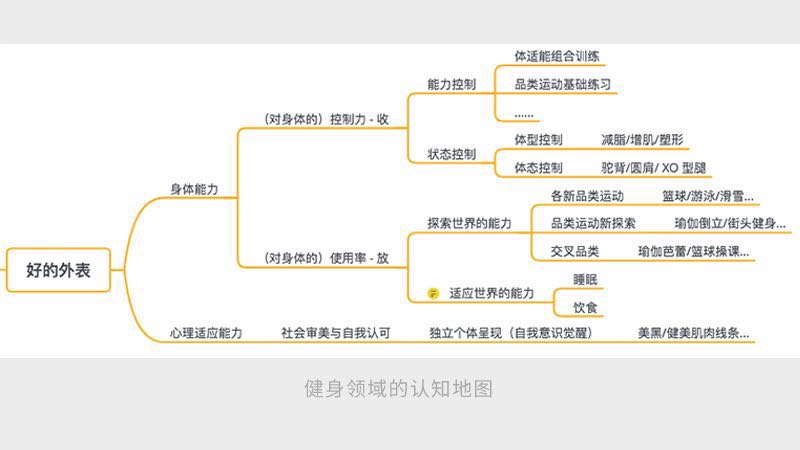 体适能组合训练
能力控制 品类运动基础练习
......
（对身体的）控制力 - 收
体型控制 减脂/增肌/塑形
状态控制
体态控制 驼背/圆肩/ XO 型腿
身体能力
各新品类运动 篮球/游泳/滑雪...
探索世界的能力 品类运动新探索 瑜伽倒立/街头健身...
交叉品类 瑜伽芭蕾/篮球操课...
（对身体的）使用率 - 放
好的外表
睡眠
适应世界的能力
饮食
心理适应能力 社会审美与自我认可 独立个体呈现（自我意识觉醒） 美黑/健美肌肉线条...
健身领域的认知地图